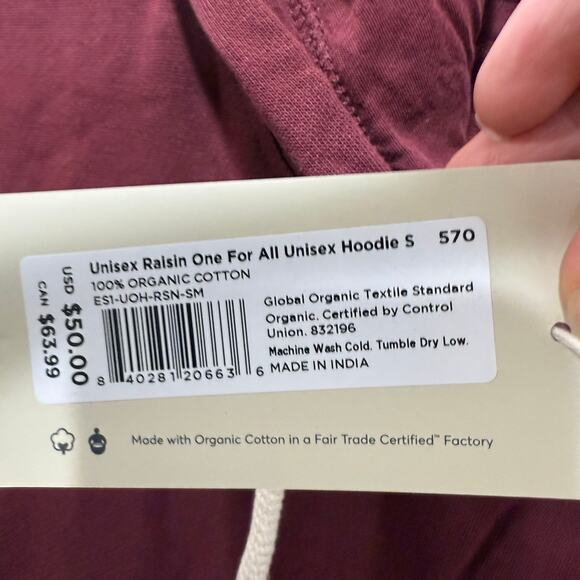 Unisex Raisin One For All Unisex Hoodie S 570
100% ORGANIC COTTON
ES1-UOH-RSN-SM
Global Organic Textile Standard
Organic. Certified by Control
Union. 832196
Machine Wash Cold. Tumble Dry Low.
MADE IN INDIA
8 40281 20663 6
USD $50.00
CAN $63.99
Made with Organic Cotton in a Fair Trade Certified™ Factory